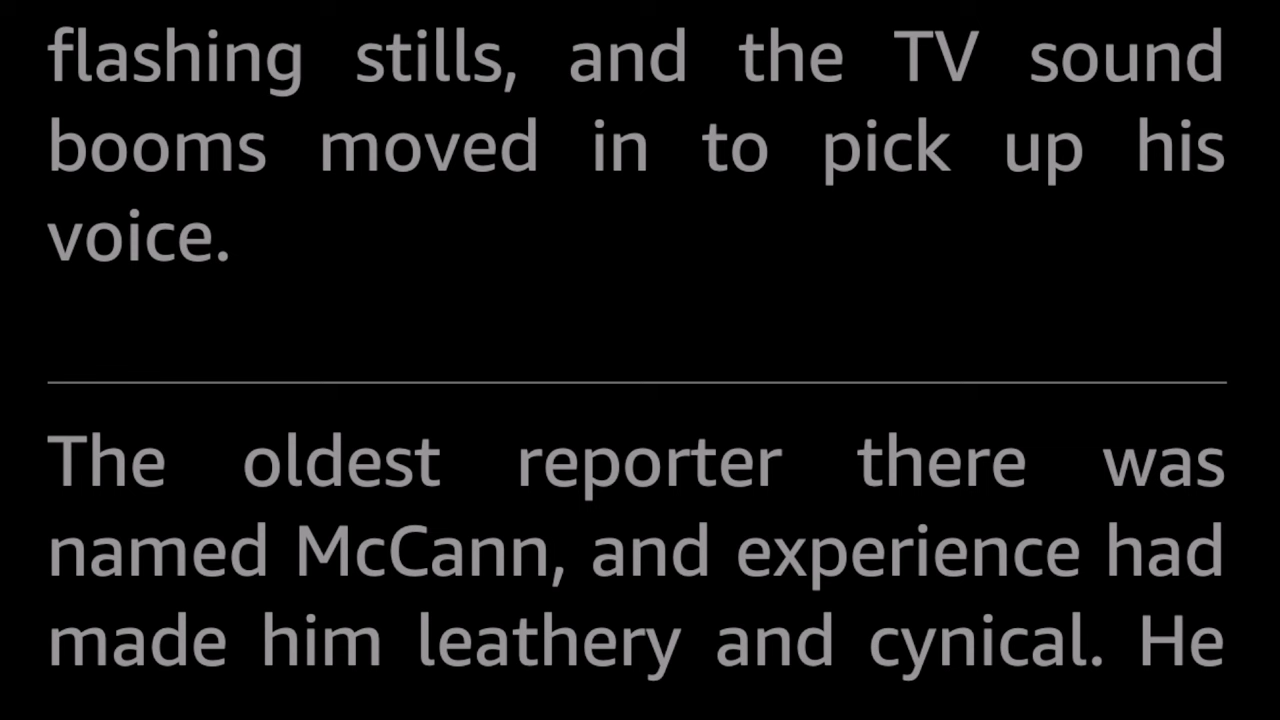 flashing stills, and the TV sound
booms moved in to pick up his
voice.
The oldest reporter there was
named McCann, and experience had
made him leathery and cynical. He